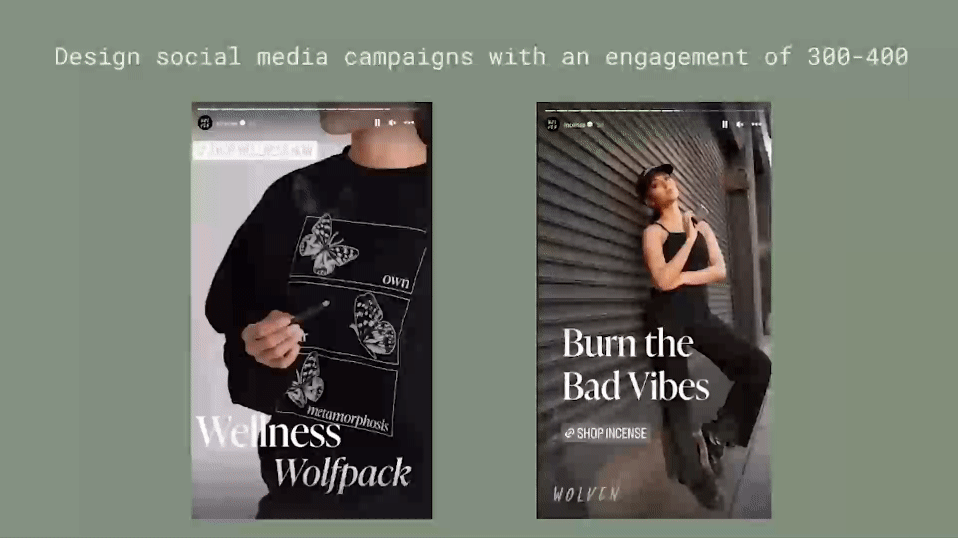 Design social media campaigns with an engagement of 300-400
own
metamorphosis
Wellness
Wolfpack
Burn the
Bad Vibes
SHOP INCENSE
WOLVEN